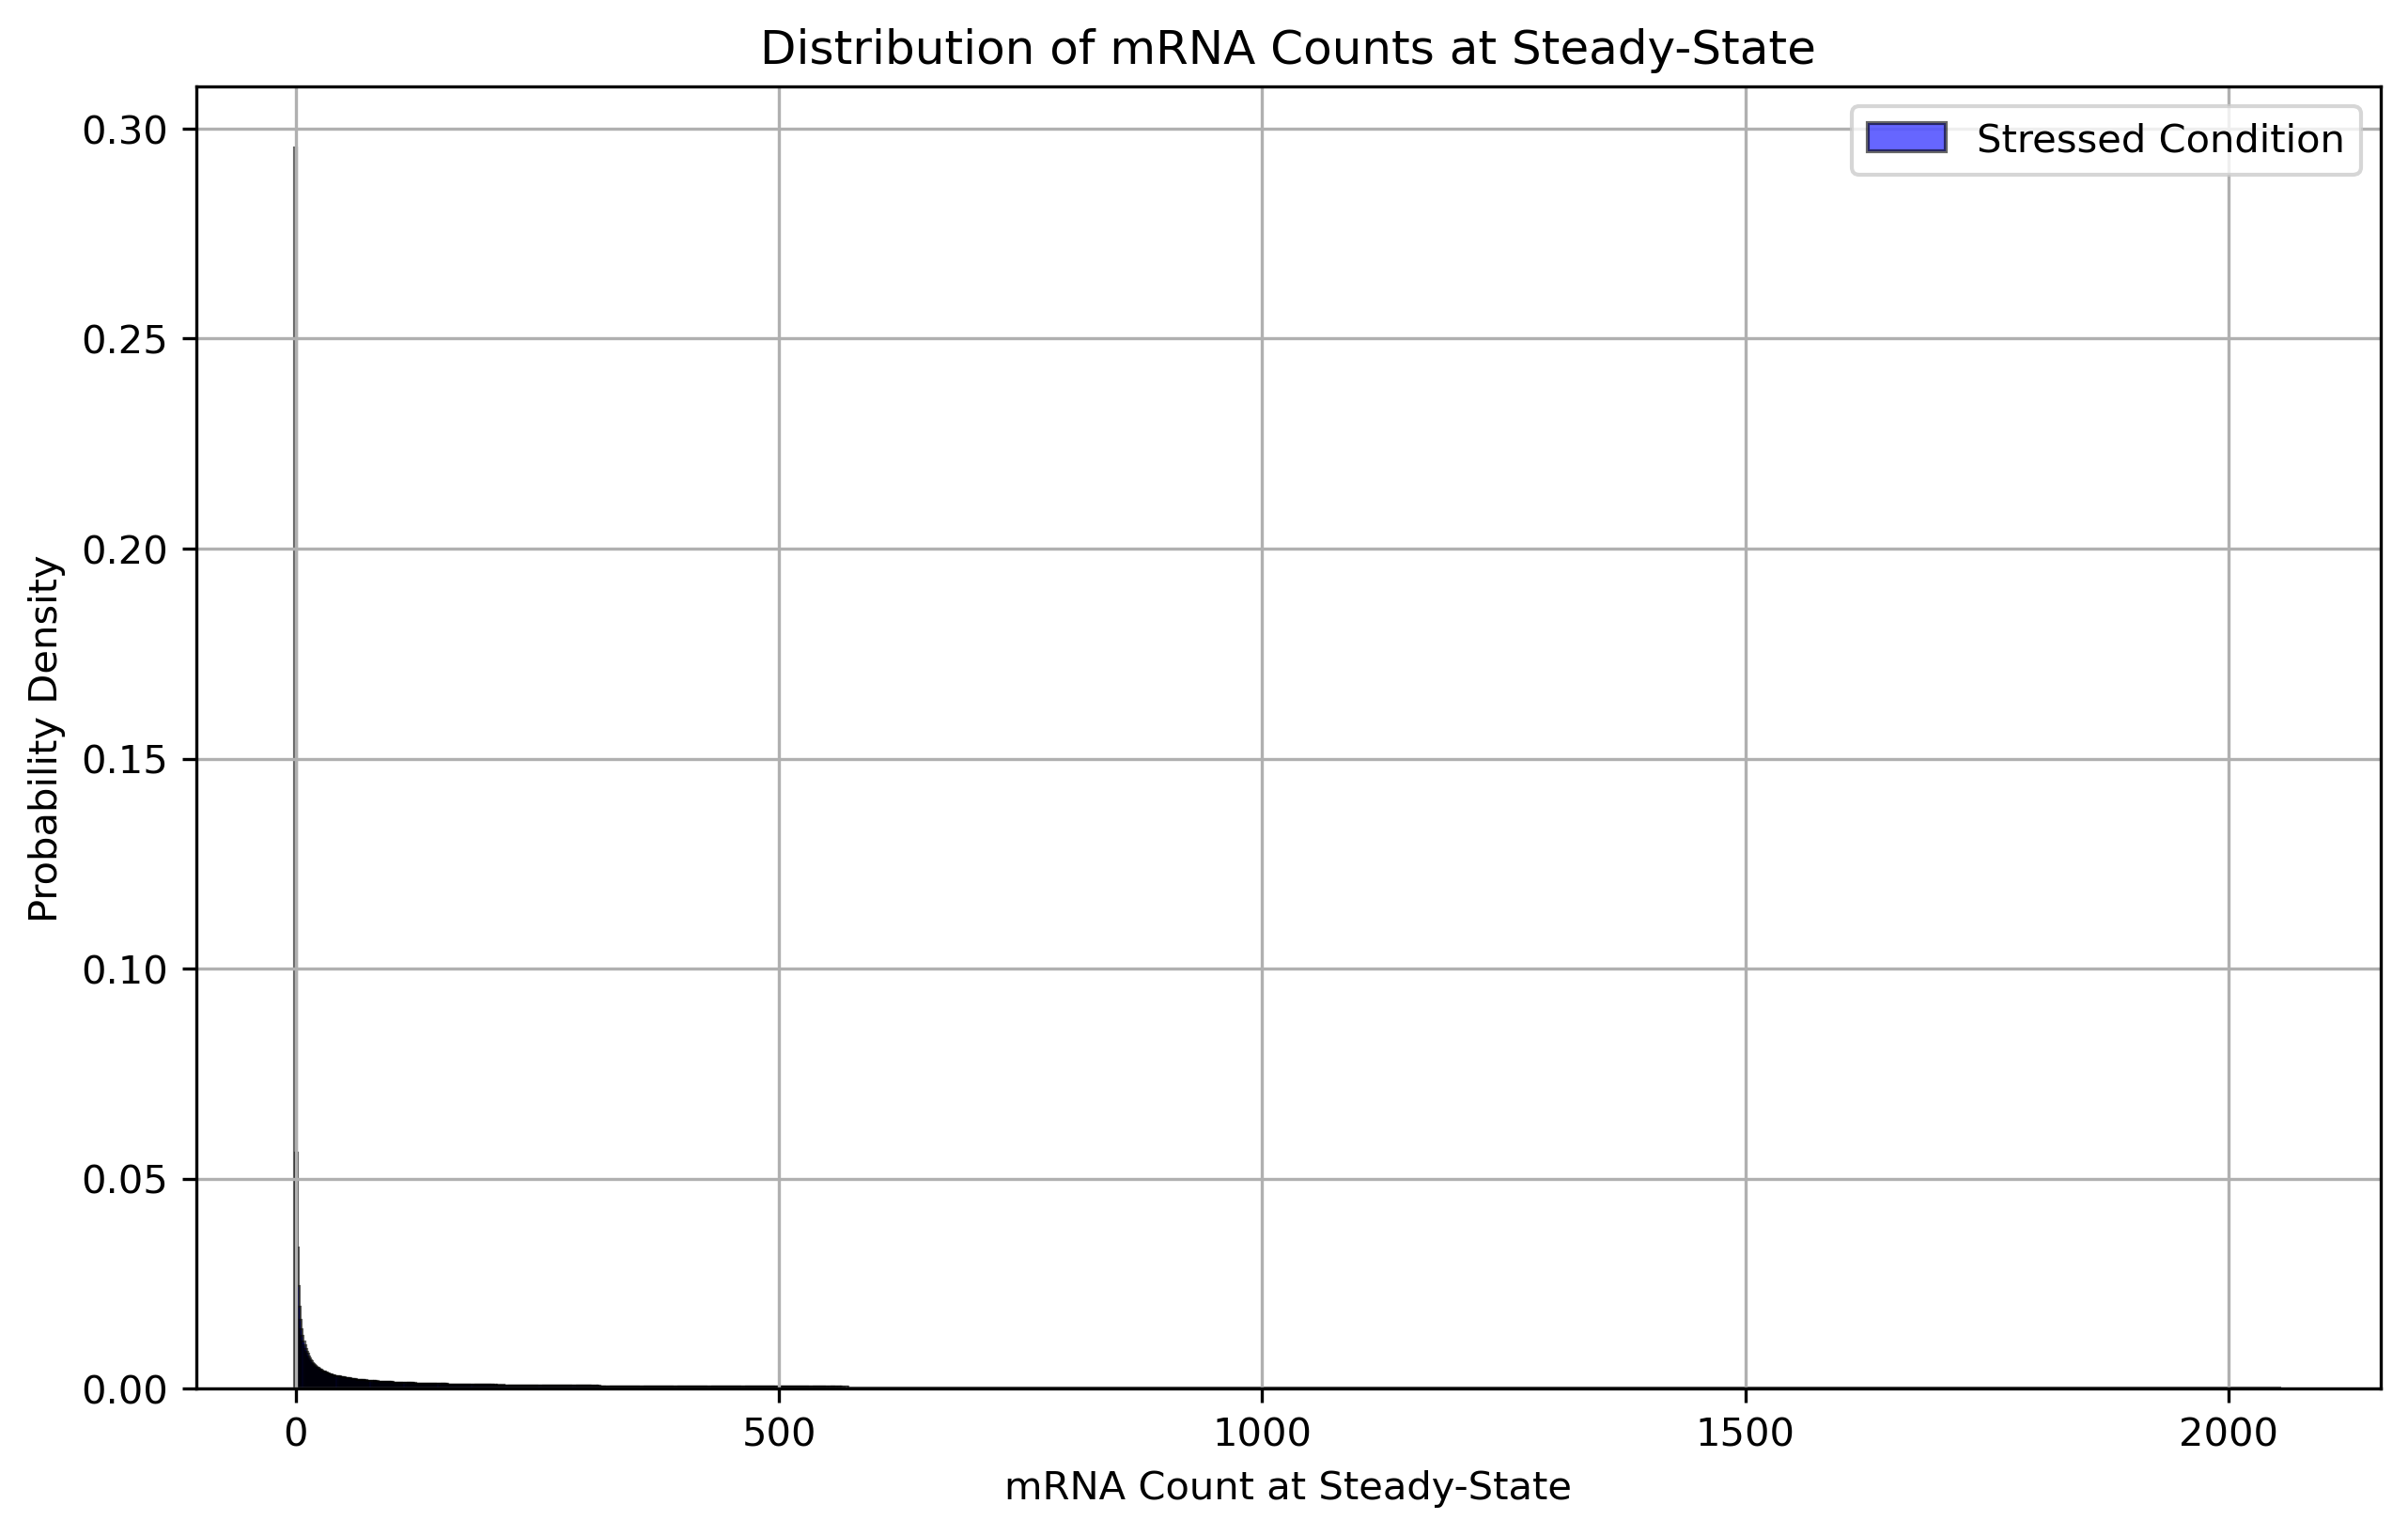 Distribution of mRNA Counts at Steady-State
Stressed Condition
Probability Density
0.30
0.25
0.20
0.15
0.10
0.05
0.00
0 500 1000 1500 2000
mRNA Count at Steady-State